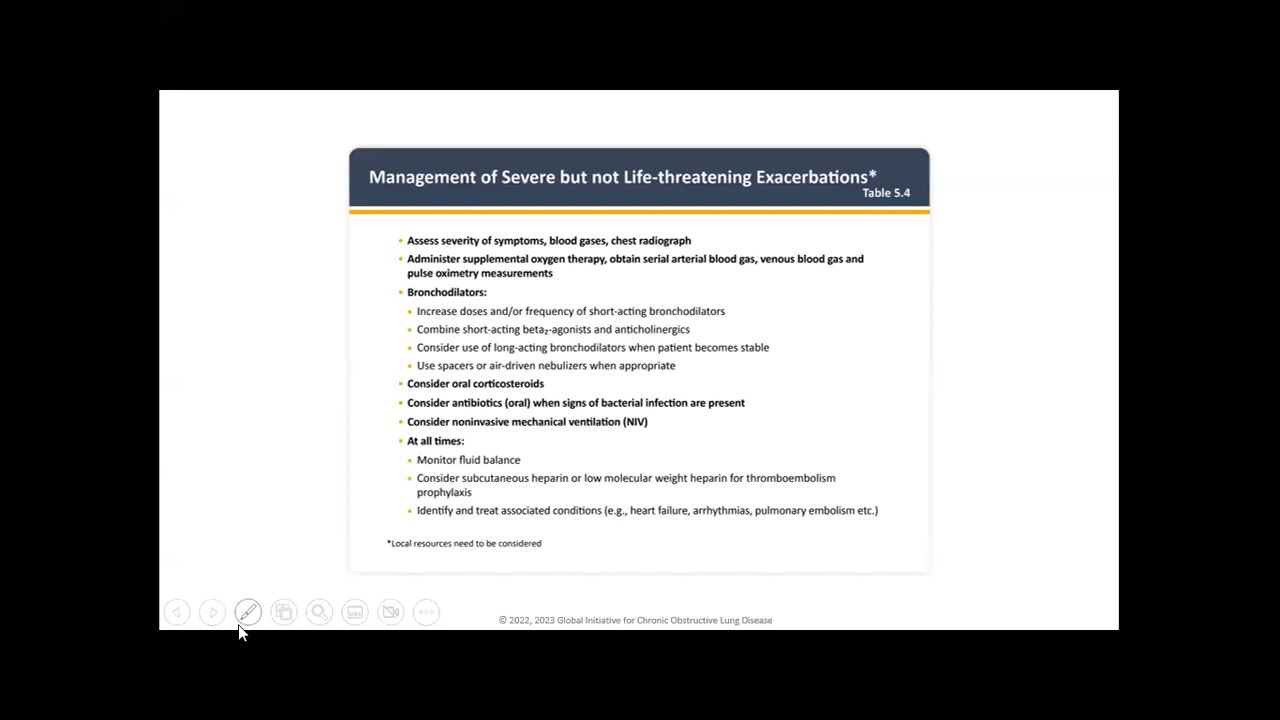 Management of Severe but not Life-threatening Exacerbations*
Table 5.4
• Assess severity of symptoms, blood gases, chest radiograph
• Administer supplemental oxygen therapy, obtain serial arterial blood gas, venous blood gas and
pulse oximetry measurements
• Bronchodilators:
• Increase doses and/or frequency of short-acting bronchodilators
• Combine short-acting beta₂-agonists and anticholinergics
• Consider use of long-acting bronchodilators when patient becomes stable
• Use spacers or air-driven nebulizers when appropriate
• Consider oral corticosteroids
• Consider antibiotics (oral) when signs of bacterial infection are present
• Consider noninvasive mechanical ventilation (NIV)
• At all times:
• Monitor fluid balance
• Consider subcutaneous heparin or low molecular weight heparin for thromboembolism
prophylaxis
• Identify and treat associated conditions (e.g., heart failure, arrhythmias, pulmonary embolism etc.)
*Local resources need to be considered
© 2022, 2023 Global Initiative for Chronic Obstructive Lung Disease